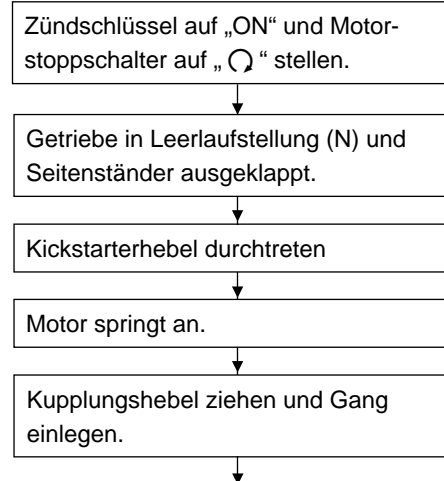 Zündschlüssel auf „ON“ und Motor-
stoppschalter auf „ “ stellen.
Getriebe in Leerlaufstellung (N) und
Seitenständer ausgeklappt.
Kickstarterhebel durchtreten
Motor springt an.
Kupplungshebel ziehen und Gang
einlegen.